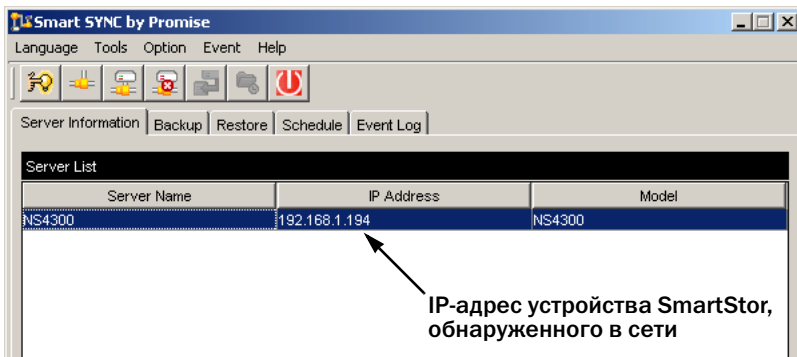 Smart SYNC by Promise
Language Tools Option Event Help
Server Information Backup Restore Schedule Event Log
Server List
Server Name IP Address Model
NS4300 192.168.1.194 NS4300
IP-адрес устройства SmartStor,
обнаруженного в сети